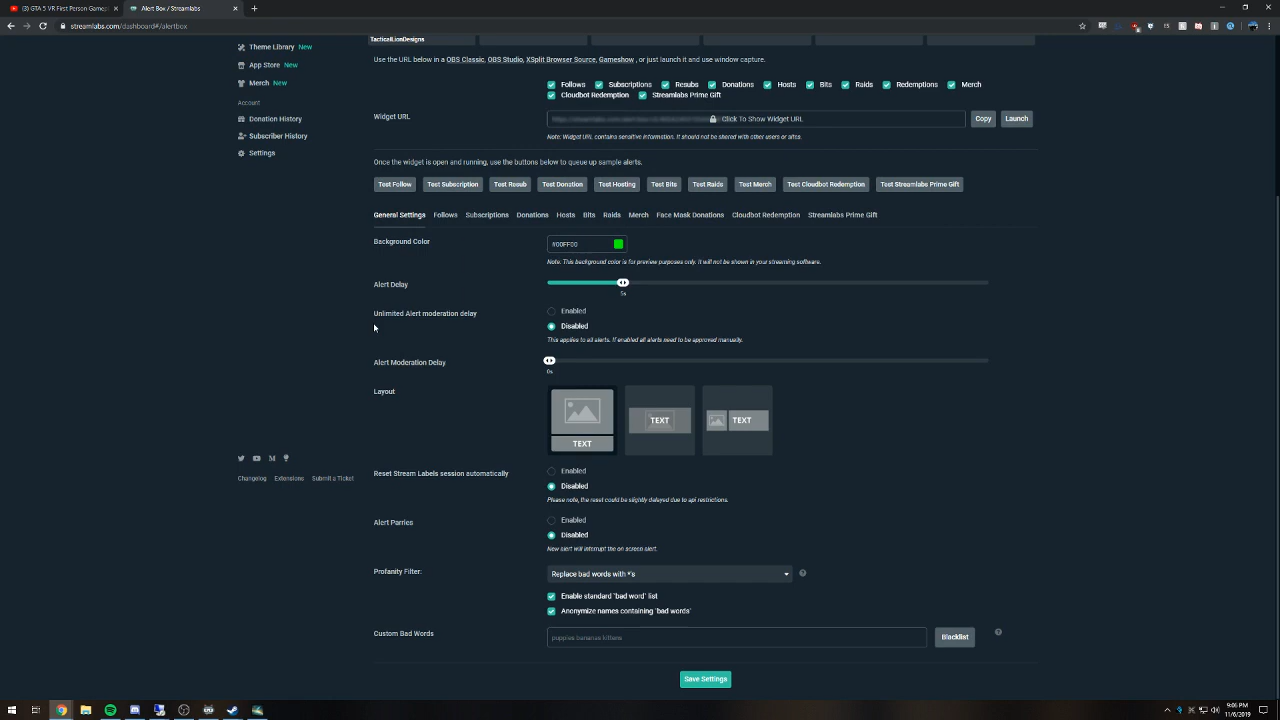 (3) GTA 5 VR First Person Gamep
Alert Box / Streamlabs
streamlabs.com/dashboard#/alertbox
Theme Library New
App Store New
Merch New
Account
Donation History
Subscriber History
Settings
Changelog Extensions Submit a Ticket
TacticalLionDesigns
Use the URL below in a OBS Classic, OBS Studio, XSplit Browser Source, Gameshow , or just launch it and use window capture.
Follows Subscriptions Resubs Donations Hosts Bits Raids Redemptions Merch
Cloudbot Redemption Streamlabs Prime Gift
Widget URL
Click To Show Widget URL
Copy
Launch
Note: Widget URL contains sensitive information. It should not be shared with other users or sites.
Once the widget is open and running, use the buttons below to queue up sample alerts.
Test Follow Test Subscription Test Resub Test Donation Test Hosting Test Bits Test Raids Test Merch Test Cloudbot Redemption Test Streamlabs Prime Gift
General Settings Follows Subscriptions Donations Hosts Bits Raids Merch Face Mask Donations Cloudbot Redemption Streamlabs Prime Gift
Background Color
#00FF00
Note: This background color is for preview purposes only. It will not be shown in your streaming software.
Alert Delay
5s
Unlimited Alert moderation delay
Enabled
Disabled
This applies to all alerts. If enabled all alerts need to be approved manually.
Alert Moderation Delay
0s
Layout
TEXT
TEXT
TEXT
Reset Stream Labels session automatically
Enabled
Disabled
Please note, the reset could be slightly delayed due to api restrictions.
Alert Parries
Enabled
Disabled
New alert will interrupt the on screen alert.
Profanity Filter:
Replace bad words with *'s
Enable standard 'bad word' list
Anonymize names containing 'bad words'
Custom Bad Words
puppies bananas kittens
Blacklist
Save Settings
9:05 PM
11/6/2019